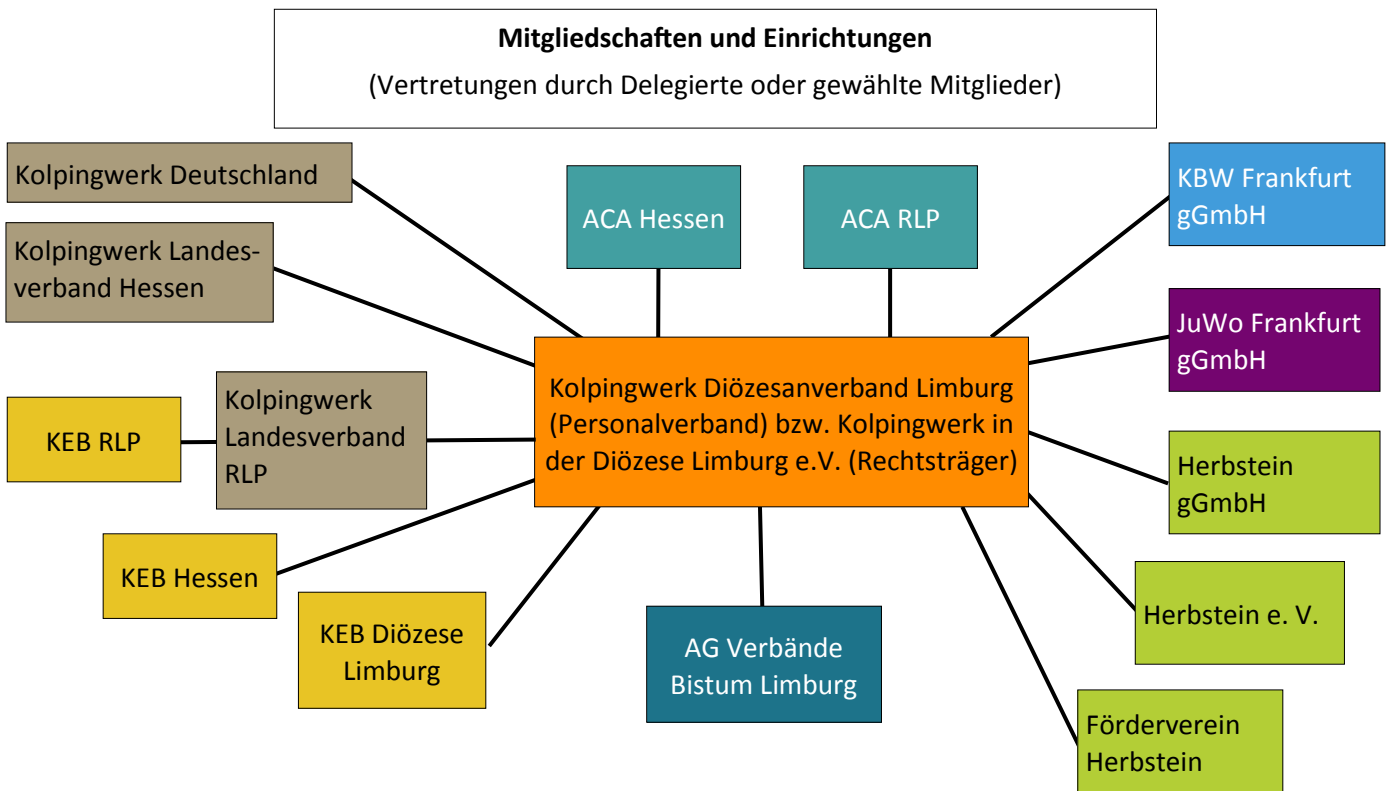 Mitgliedschaften und Einrichtungen
(Vertretungen durch Delegierte oder gewählte Mitglieder)
Kolpingwerk Deutschland
Kolpingwerk Landes-
verband Hessen
ACA Hessen
ACA RLP
KBW Frankfurt
gGmbH
JuWo Frankfurt
gGmbH
Kolpingwerk Diözesanverband Limburg
(Personalverband) bzw. Kolpingwerk in
der Diözese Limburg e.V. (Rechtsträger)
KEB RLP
Kolpingwerk
Landesverband
RLP
Herbstein
gGmbH
KEB Hessen
KEB Diözese
Limburg
AG Verbände
Bistum Limburg
Herbstein e. V.
Förderverein
Herbstein